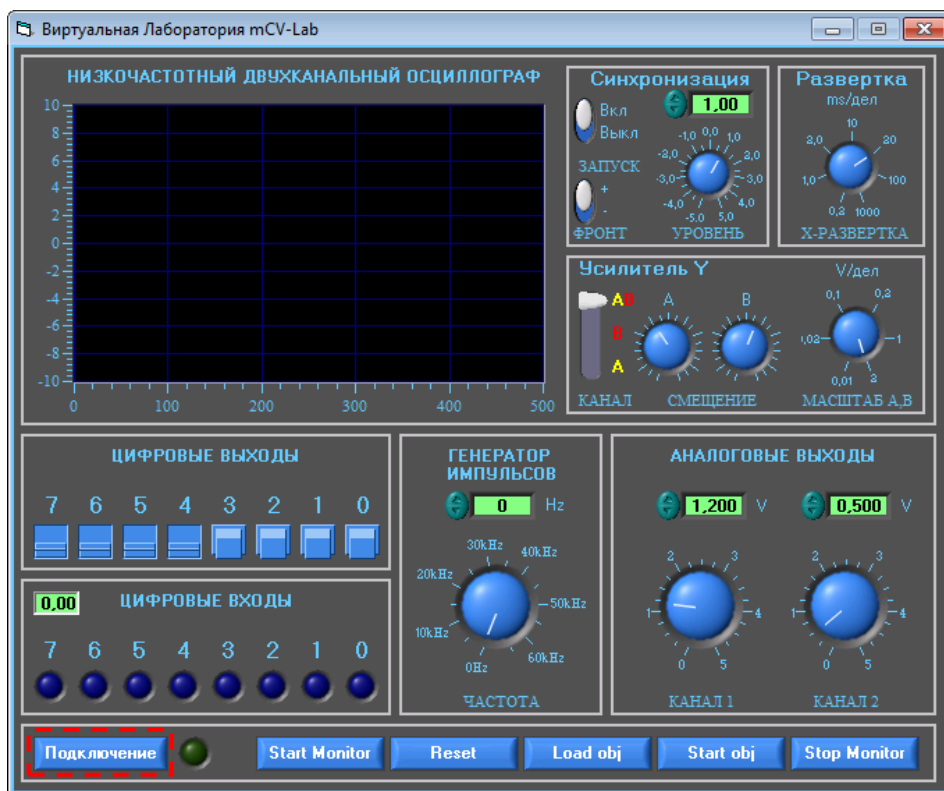 Виртуальная Лаборатория mCV-Lab
НИЗКОЧАСТОТНЫЙ ДВУХКАНАЛЬНЫЙ ОСЦИЛЛОГРАФ
10
8
6
4
2
0
-2
-4
-6
-8
-10
0 100 200 300 400 500
Синхронизация
1,00
Вкл
Выкл
ЗАПУСК
+
-
ФРОНТ
-1,0 0,0 1,0
-2,0 2,0
-3,0 3,0
-4,0 4,0
-5.0 5,0
УРОВЕНЬ
Развертка
ms/дел
10
2,0 20
1,0 100
0,2 1000
Х-РАЗВЕРТКА
Усилитель Y
AB
B
A
КАНАЛ
A B
СМЕЩЕНИЕ
V/дел
0,1 0,2
,02 1
0,01 2
МАСШТАБ А,В
ЦИФРОВЫЕ ВЫХОДЫ
7 6 5 4 3 2 1 0
0,00 ЦИФРОВЫЕ ВХОДЫ
7 6 5 4 3 2 1 0
ГЕНЕРАТОР
ИМПУЛЬСОВ
0 Hz
30kHz 40kHz
20kHz
50kHz
10kHz
0Hz 60kHz
ЧАСТОТА
АНАЛОГОВЫЕ ВЫХОДЫ
1,200 V 0,500 V
2 3 2 3
1 4 1 4
0 5 0 5
КАНАЛ 1 КАНАЛ 2
Подключение Start Monitor Reset Load obj Start obj Stop Monitor